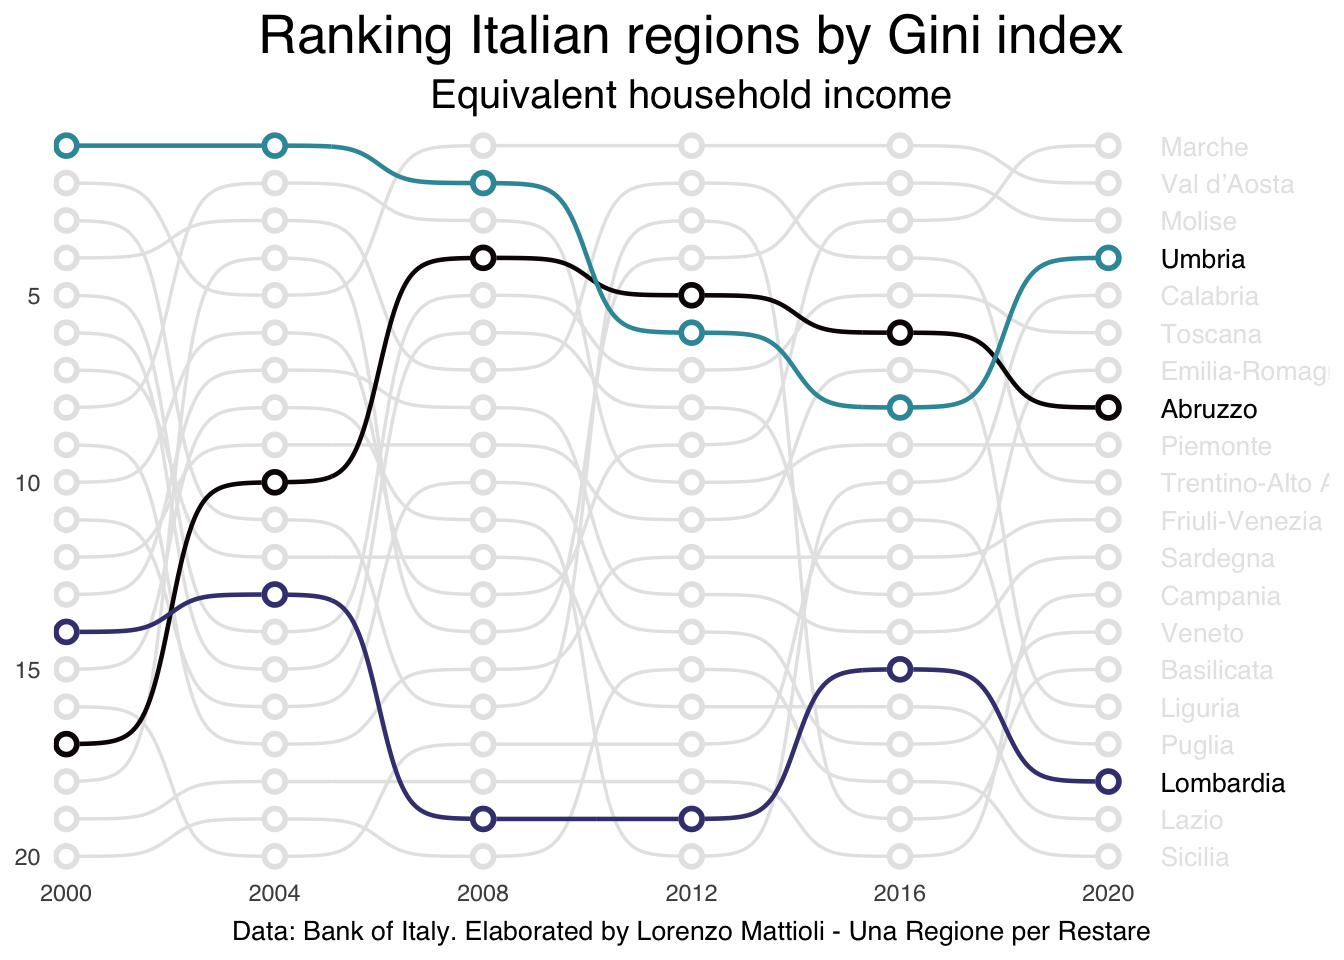 Ranking Italian regions by Gini index
Equivalent household income
Marche
Val d’Aosta
Molise
Umbria
5
Calabria
Toscana
Emilia-Romag
Abruzzo
Piemonte
10
Trentino-Alto A
Friuli-Venezia
Sardegna
Campania
Veneto
15
Basilicata
Liguria
Puglia
Lombardia
Lazio
20
Sicilia
2000 2004 2008 2012 2016 2020
Data: Bank of Italy. Elaborated by Lorenzo Mattioli - Una Regione per Restare